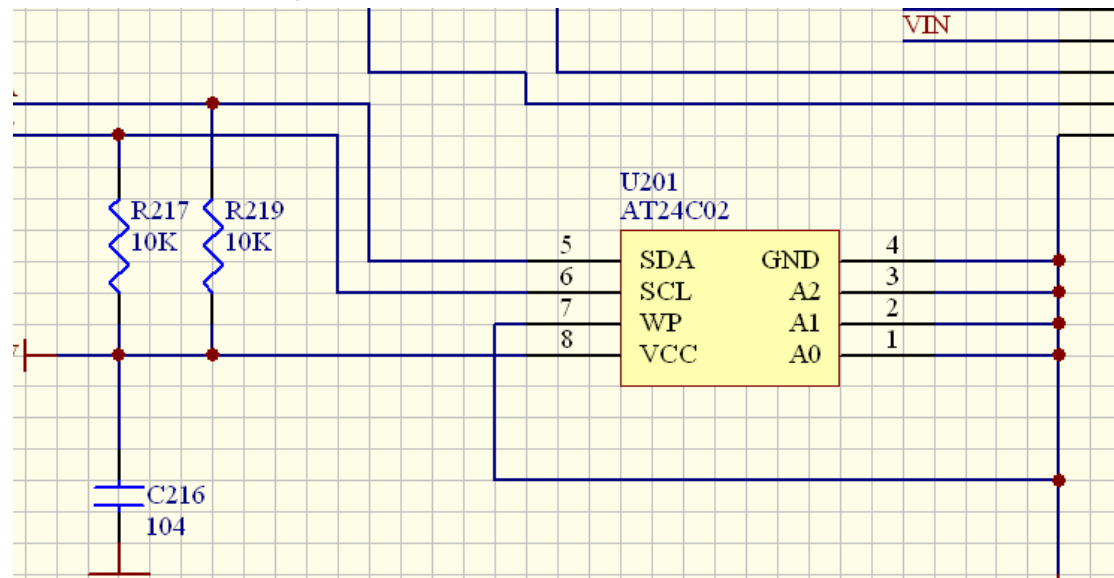 VIN
U201
AT24C02
R217
10K
R219
10K
5 SDA GND 4
6 SCL A2 3
7 WP A1 2
8 VCC A0 1
C216
104